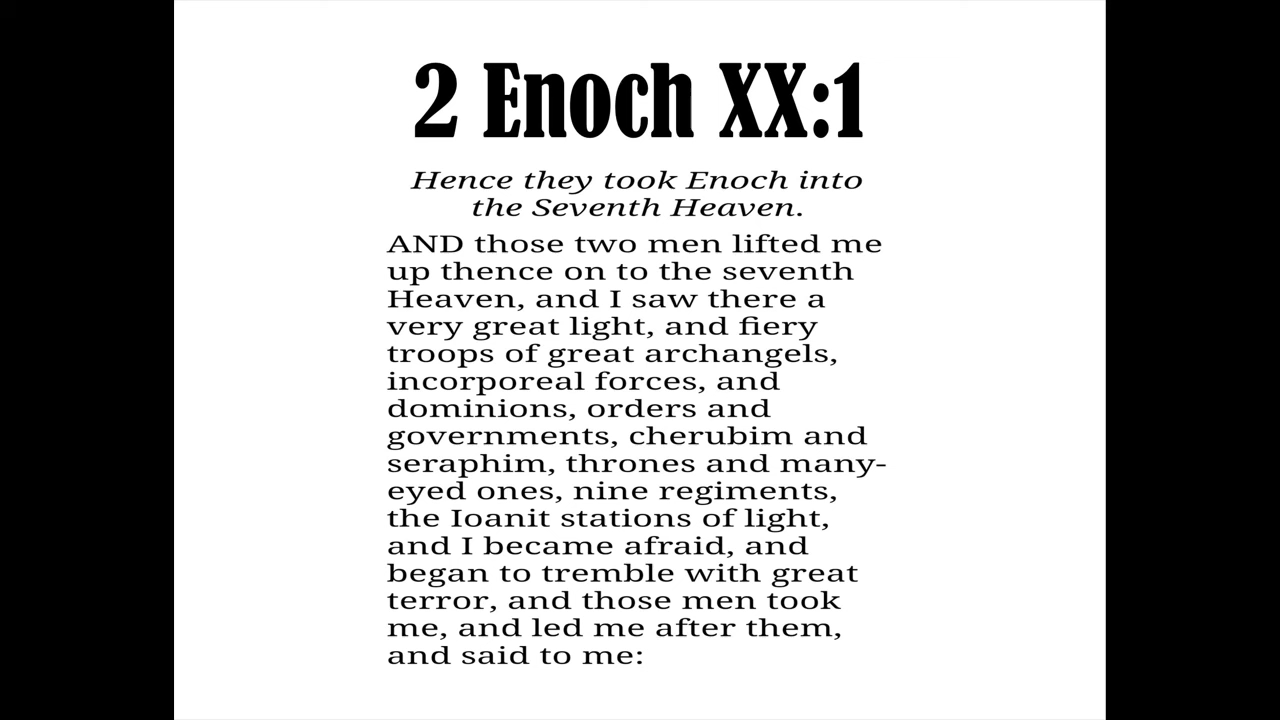 2 Enoch XX:1
Hence they took Enoch into
the Seventh Heaven.
AND those two men lifted me
up thence on to the seventh
Heaven, and I saw there a
very great light, and fiery
troops of great archangels,
incorporeal forces, and
dominions, orders and
governments, cherubim and
seraphim, thrones and many-
eyed ones, nine regiments,
the Ioanit stations of light,
and I became afraid, and
began to tremble with great
terror, and those men took
me, and led me after them,
and said to me: